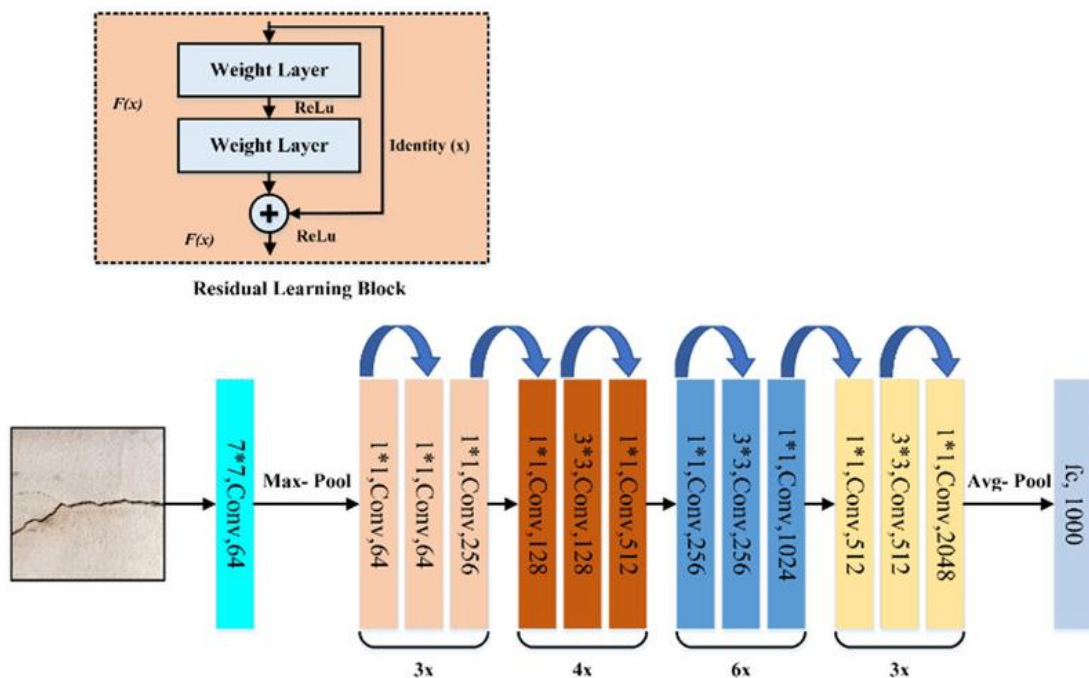 Weight Layer
F(x)
ReLu
Weight Layer
Identity (x)
F(x)
ReLu
Residual Learning Block
7*7,Conv,64
Max- Pool
1*1,Conv,64
1*1,Conv,64
1*1,Conv,256
1*1,Conv,128
3*3,Conv,128
1*1,Conv,512
1*1,Conv,256
3*3,Conv,256
1*1,Conv,1024
1*1,Conv,512
3*3,Conv,512
1*1,Conv,2048
Avg- Pool
fc, 1000
3x
4x
6x
3x